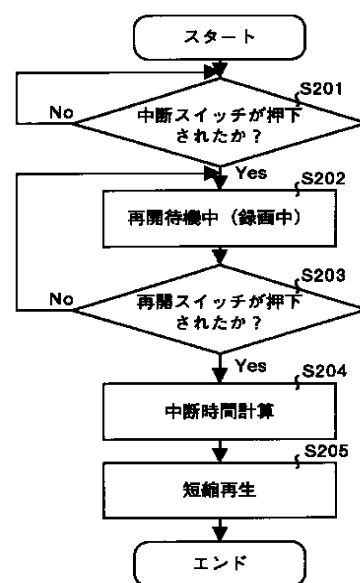 スタート
S201
中断スイッチが押下
されたか？
No
Yes
S202
再開待機中（録画中）
S203
再開スイッチが押下
されたか？
No
Yes
S204
中断時間計算
S205
短縮再生
エンド